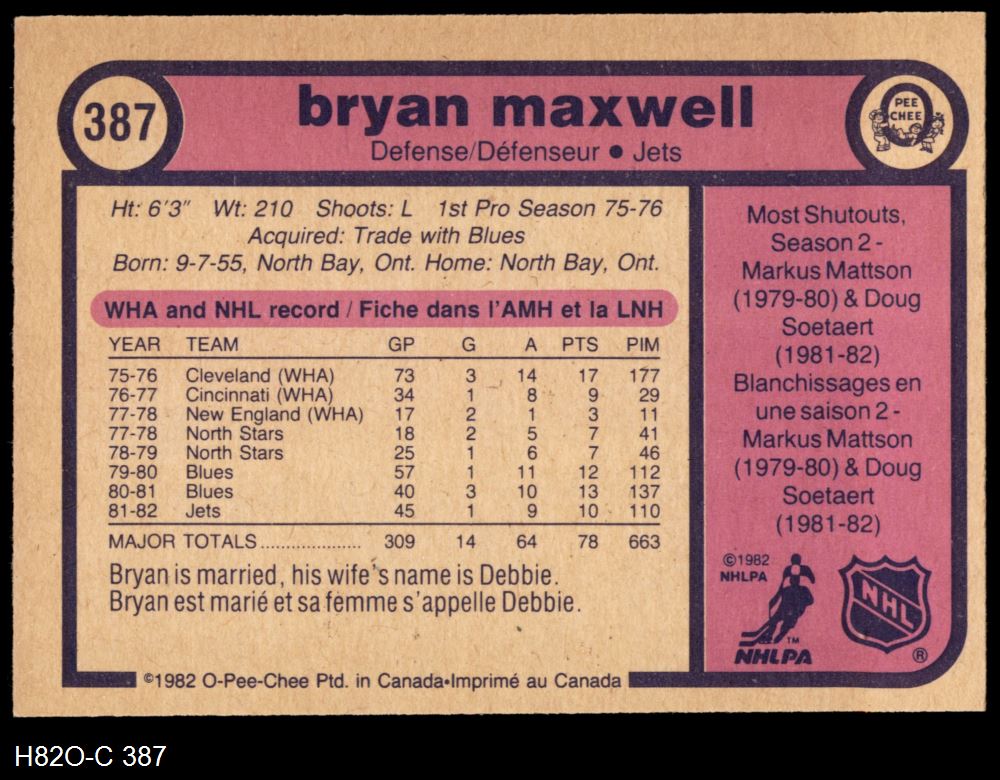 387
bryan maxwell
Defense/Défenseur ● Jets
O
PEE
CHEE
Ht: 6'3" Wt: 210 Shoots: L 1st Pro Season 75-76
Acquired: Trade with Blues
Born: 9-7-55, North Bay, Ont. Home: North Bay, Ont.
WHA and NHL record / Fiche dans l'AMH et la LNH
YEAR TEAM GP G A PTS PIM
75-76 Cleveland (WHA) 73 3 14 17 177
76-77 Cincinnati (WHA) 34 1 8 9 29
77-78 New England (WHA) 17 2 1 3 11
77-78 North Stars 18 2 5 7 41
78-79 North Stars 25 1 6 7 46
79-80 Blues 57 1 11 12 112
80-81 Blues 40 3 10 13 137
81-82 Jets 45 1 9 10 110
MAJOR TOTALS.................... 309 14 64 78 663
Bryan is married, his wife's name is Debbie.
Bryan est marié et sa femme s'appelle Debbie.
Most Shutouts,
Season 2 -
Markus Mattson
(1979-80) & Doug
Soetaert
(1981-82)
Blanchissages en
une saison 2 -
Markus Mattson
(1979-80) & Doug
Soetaert
(1981-82)
©1982
NHLPA
TM
NHLPA
NHL
®
©1982 O-Pee-Chee Ptd. in Canada•Imprimé au Canada
H82O-C 387